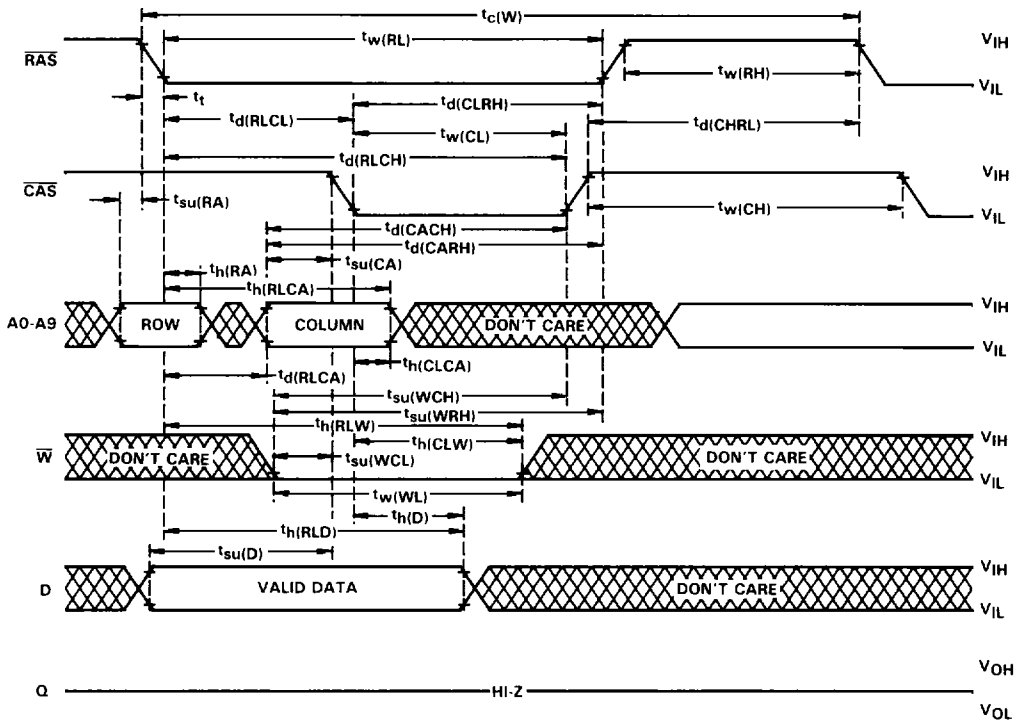 tc(W)
tw(RL)
VIH
RAS
tw(RH)
VIL
tt
td(CLRH)
td(RLCL)
tw(CL)
td(CHRL)
td(RLCH)
VIH
CAS
tsu(RA)
tw(CH)
VIL
td(CACH)
td(CARH)
tsu(CA)
th(RA)
th(RLCA)
VIH
A0-A9
ROW
COLUMN
DON'T CARE
VIL
th(CLCA)
td(RLCA)
tsu(WCH)
tsu(WRH)
th(RLW)
th(CLW)
VIH
W
DON'T CARE
tsu(WCL)
DON'T CARE
VIL
tw(WL)
th(D)
th(RLD)
tsu(D)
VIH
D
VALID DATA
DON'T CARE
VIL
VOH
Q
HI-Z
VOL